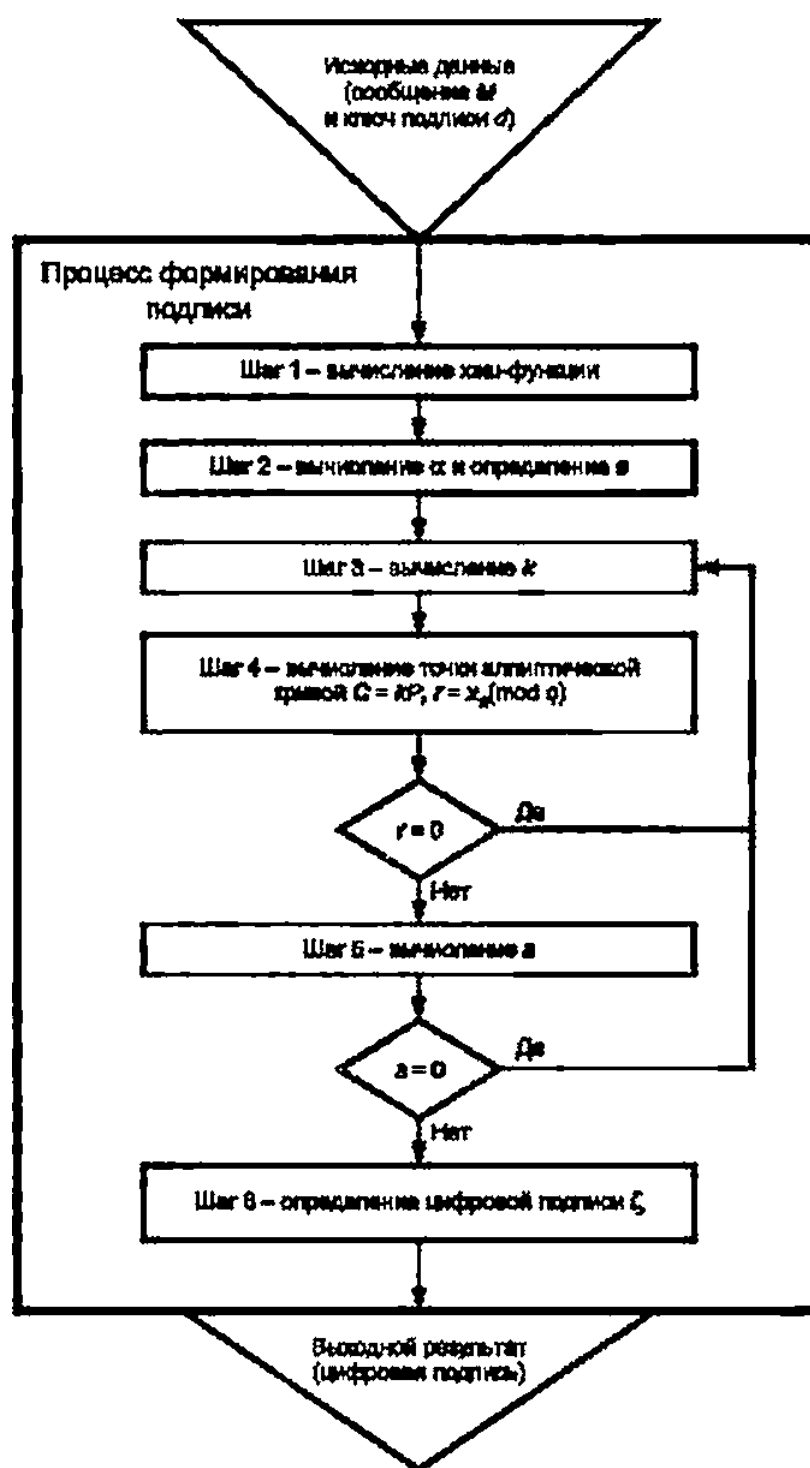 Исходные данные
(сообщение M
и ключ подписи d)
Процесс формирования
подписи
Шаг 1 – вычисление хэш-функции
Шаг 2 – вычисление α и определение e
Шаг 3 – вычисление k
Шаг 4 – вычисление точки эллиптической
кривой C = kP, r = x (mod q)
r = 0
Да
Нет
Шаг 5 – вычисление s
s = 0
Да
Нет
Шаг 6 – определение цифровой подписи ζ
Выходной результат
(цифровая подпись)